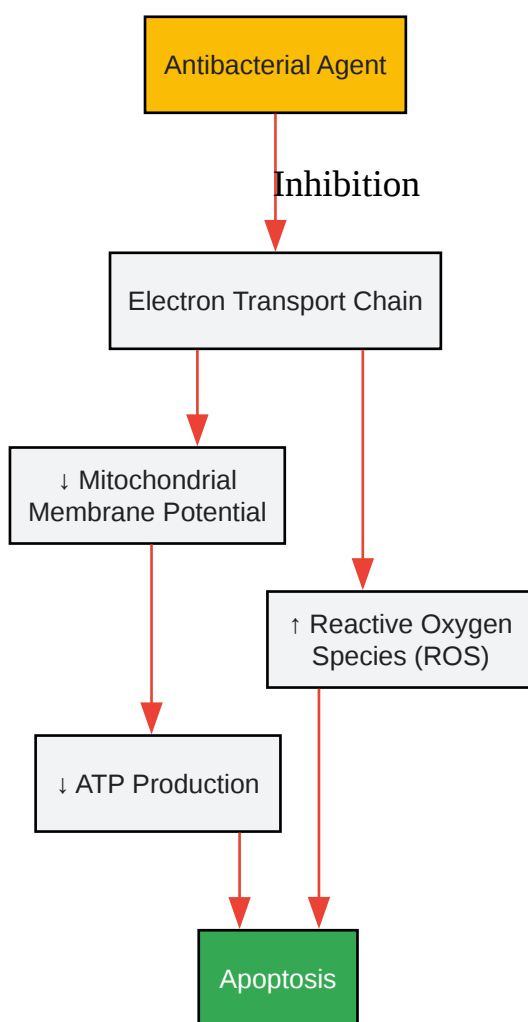 Antibacterial Agent
Inhibition
Electron Transport Chain
↓ Mitochondrial
Membrane Potential
↑ Reactive Oxygen
Species (ROS)
↓ ATP Production
Apoptosis